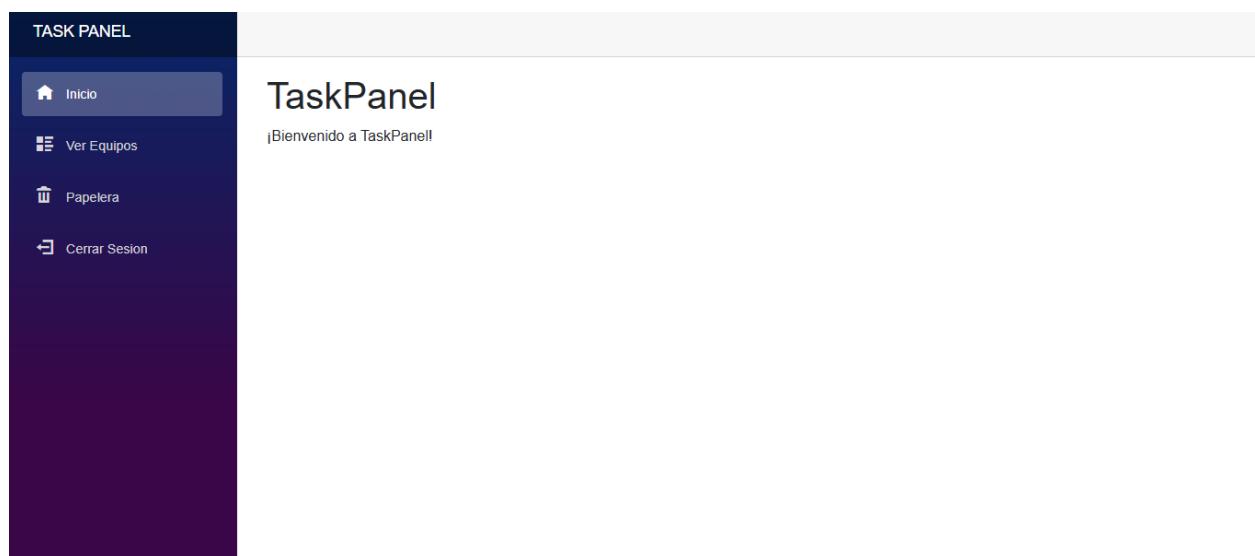 TASK PANEL
Inicio
Ver Equipos
Papelera
Cerrar Sesion
TaskPanel
¡Bienvenido a TaskPanel!